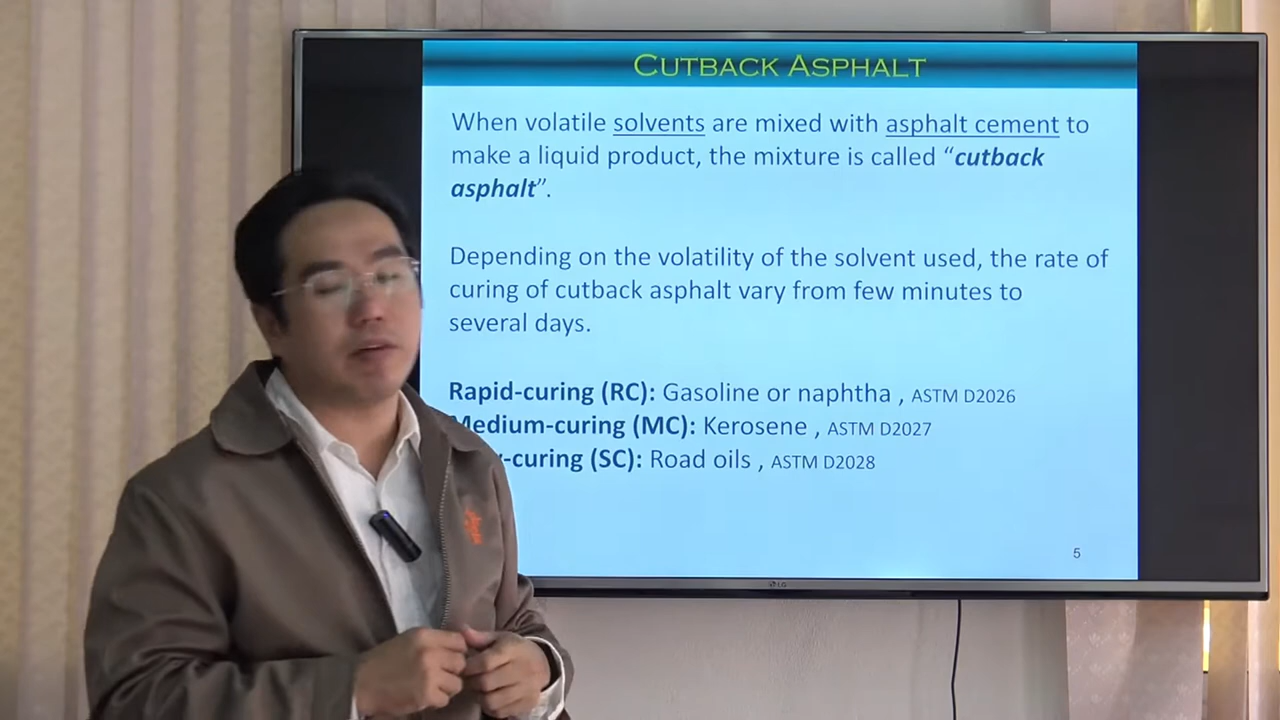 CUTBACK ASPHALT
When volatile solvents are mixed with asphalt cement to
make a liquid product, the mixture is called “cutback
asphalt”.
Depending on the volatility of the solvent used, the rate of
curing of cutback asphalt vary from few minutes to
several days.
Rapid-curing (RC): Gasoline or naphtha , ASTM D2026
Medium-curing (MC): Kerosene , ASTM D2027
-curing (SC): Road oils , ASTM D2028
5
LG